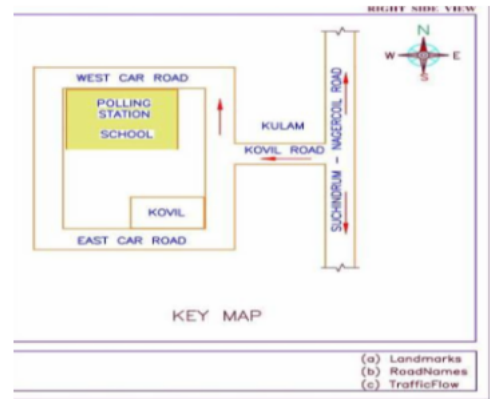 RIGHT SIDE VIEW
N
W
E
S
WEST CAR ROAD
POLLING
STATION
SCHOOL
KULAM
KOVIL ROAD
SUCHINDRUM - NAGERCOIL ROAD
KOVIL
EAST CAR ROAD
KEY MAP
(a) Landmarks
(b) RoadNames
(c) TrafficFlow